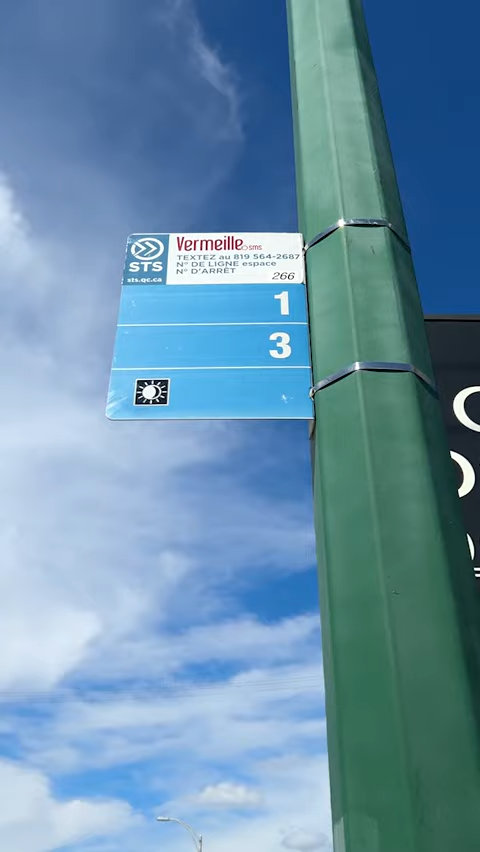 Vermeille sms
TEXTEZ au 819 564-2687
N° DE LIGNE espace
N° D'ARRÊT
266
STS
sts.qc.ca
1
3